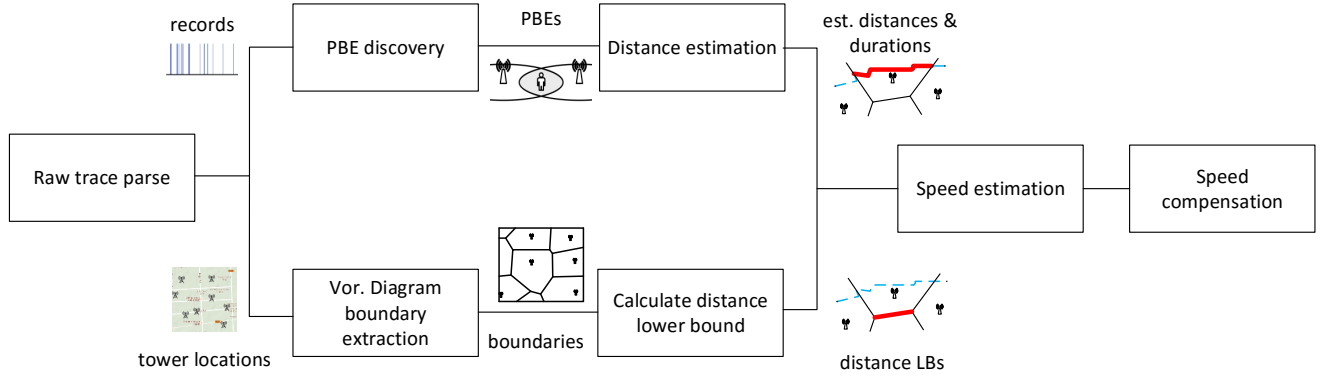 records
PBE discovery
PBEs
Distance estimation
est. distances &
durations
Raw trace parse
Speed estimation
Speed
compensation
tower locations
Vor. Diagram
boundary
extraction
boundaries
Calculate distance
lower bound
distance LBs